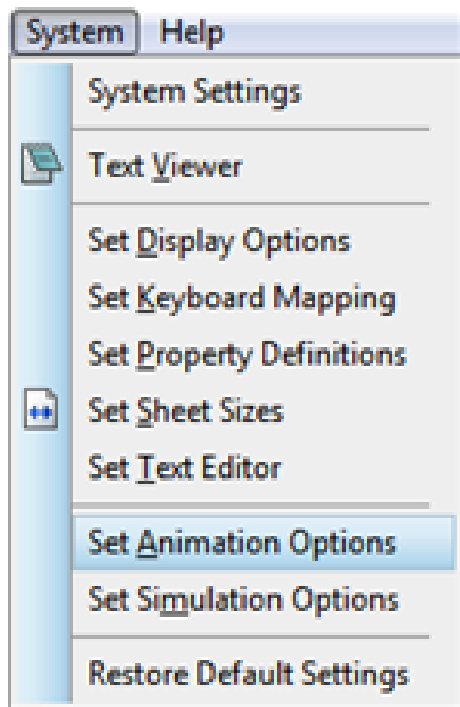 System Help
System Settings
Text Viewer
Set Display Options
Set Keyboard Mapping
Set Property Definitions
Set Sheet Sizes
Set Text Editor
Set Animation Options
Set Simulation Options
Restore Default Settings